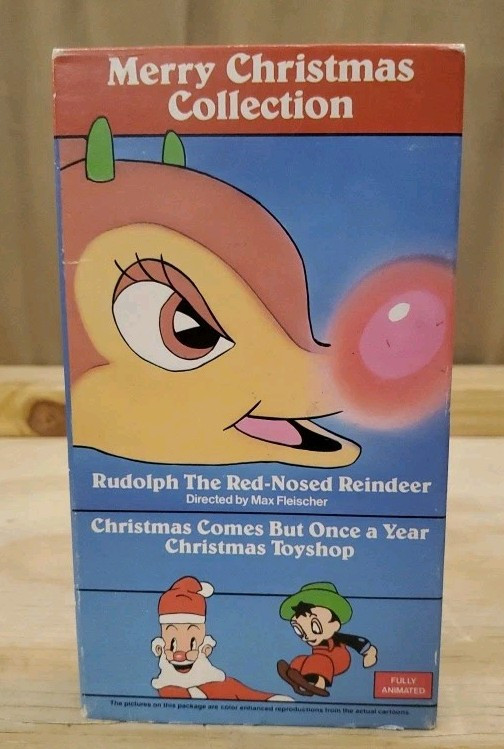 Merry Christmas
Collection
Rudolph The Red-Nosed Reindeer
Directed by Max Fleischer
Christmas Comes But Once a Year
Christmas Toyshop
FULLY
ANIMATED
The pictures on this package are color enhanced reproductions from the actual cartoons.